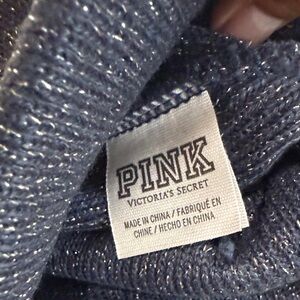 PINK
VICTORIA'S SECRET
MADE IN CHINA / FABRIQUÉ EN
CHINE / HECHO EN CHINA